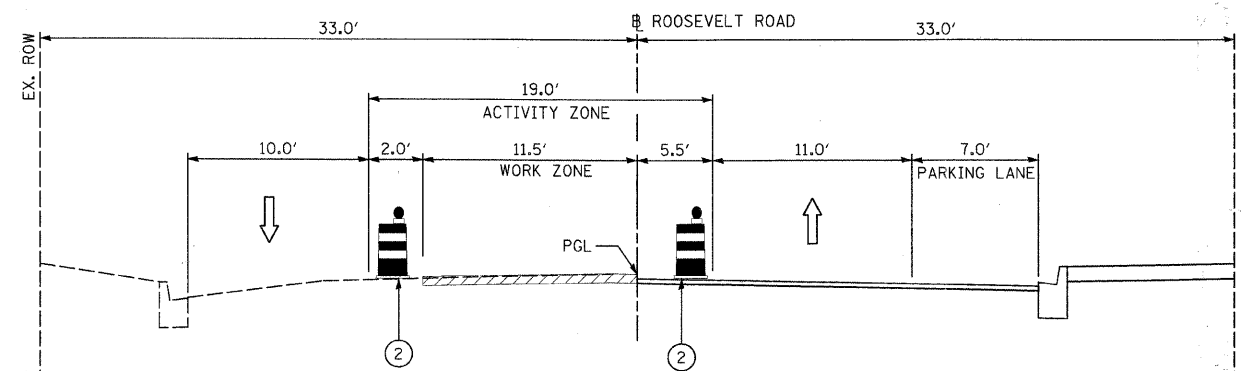 ℄ ROOSEVELT ROAD
33.0'
33.0'
EX. ROW
19.0'
ACTIVITY ZONE
10.0'
2.0'
11.5'
5.5'
11.0'
7.0'
WORK ZONE
PARKING LANE
PGL
2
2